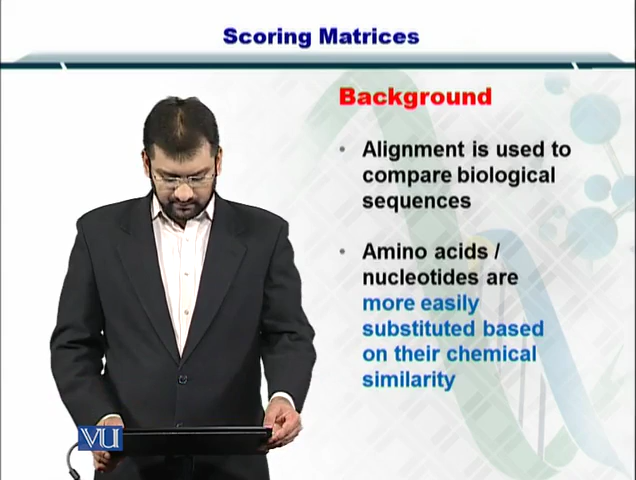 Scoring Matrices
Background
• Alignment is used to
compare biological
sequences
• Amino acids /
nucleotides are
more easily
substituted based
on their chemical
similarity
VU